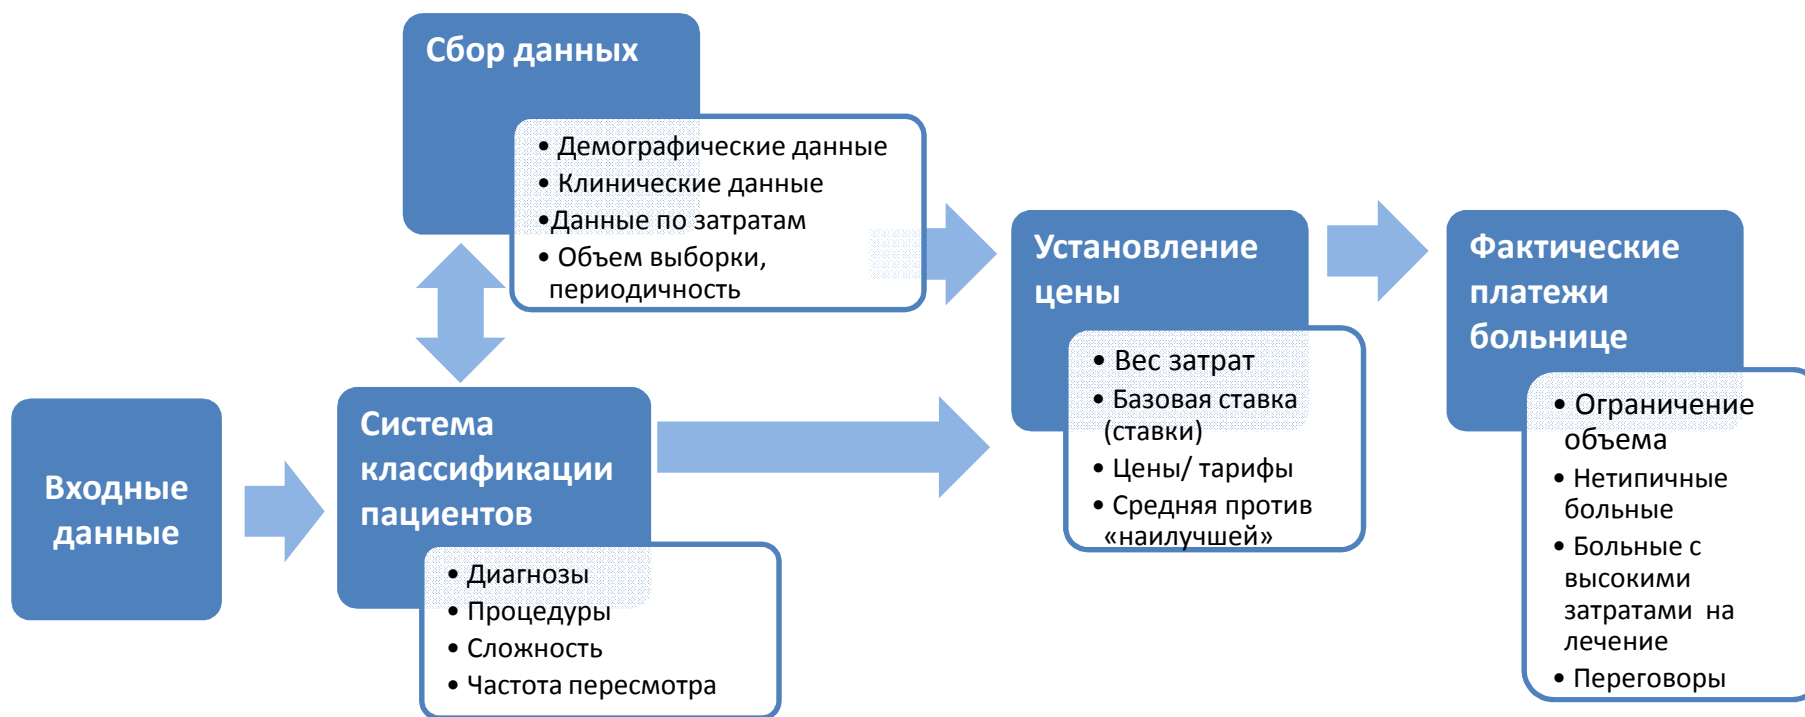 Сбор данных
• Демографические данные
• Клинические данные
•Данные по затратам
• Объем выборки,
периодичность
Входные
данные
Система
классификации
пациентов
• Диагнозы
• Процедуры
• Сложность
• Частота пересмотра
Установление
цены
• Вес затрат
• Базовая ставка
(ставки)
• Цены/ тарифы
• Средняя против
«наилучшей»
Фактические
платежи
больнице
• Ограничение
объема
• Нетипичные
больные
• Больные с
высокими
затратами на
лечение
• Переговоры